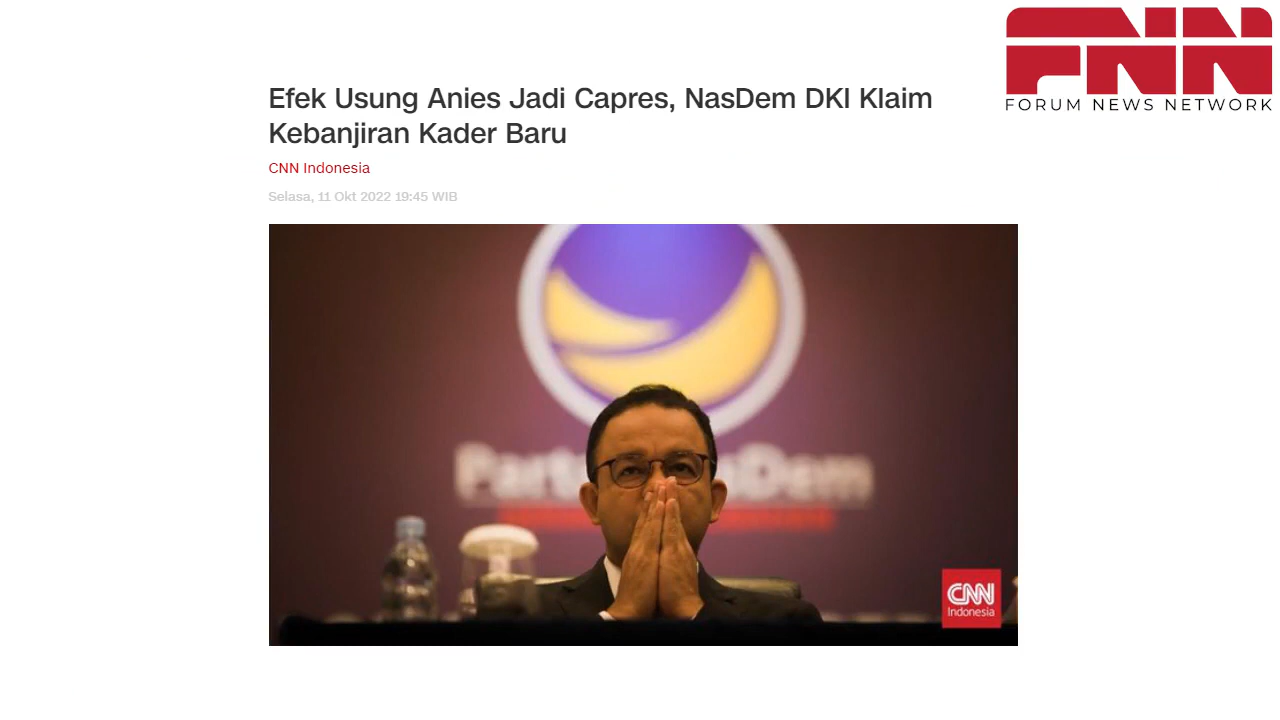 FNN
FORUM NEWS NETWORK
Efek Usung Anies Jadi Capres, NasDem DKI Klaim
Kebanjiran Kader Baru
CNN Indonesia
Selasa, 11 Okt 2022 19:45 WIB
CNN
Indonesia